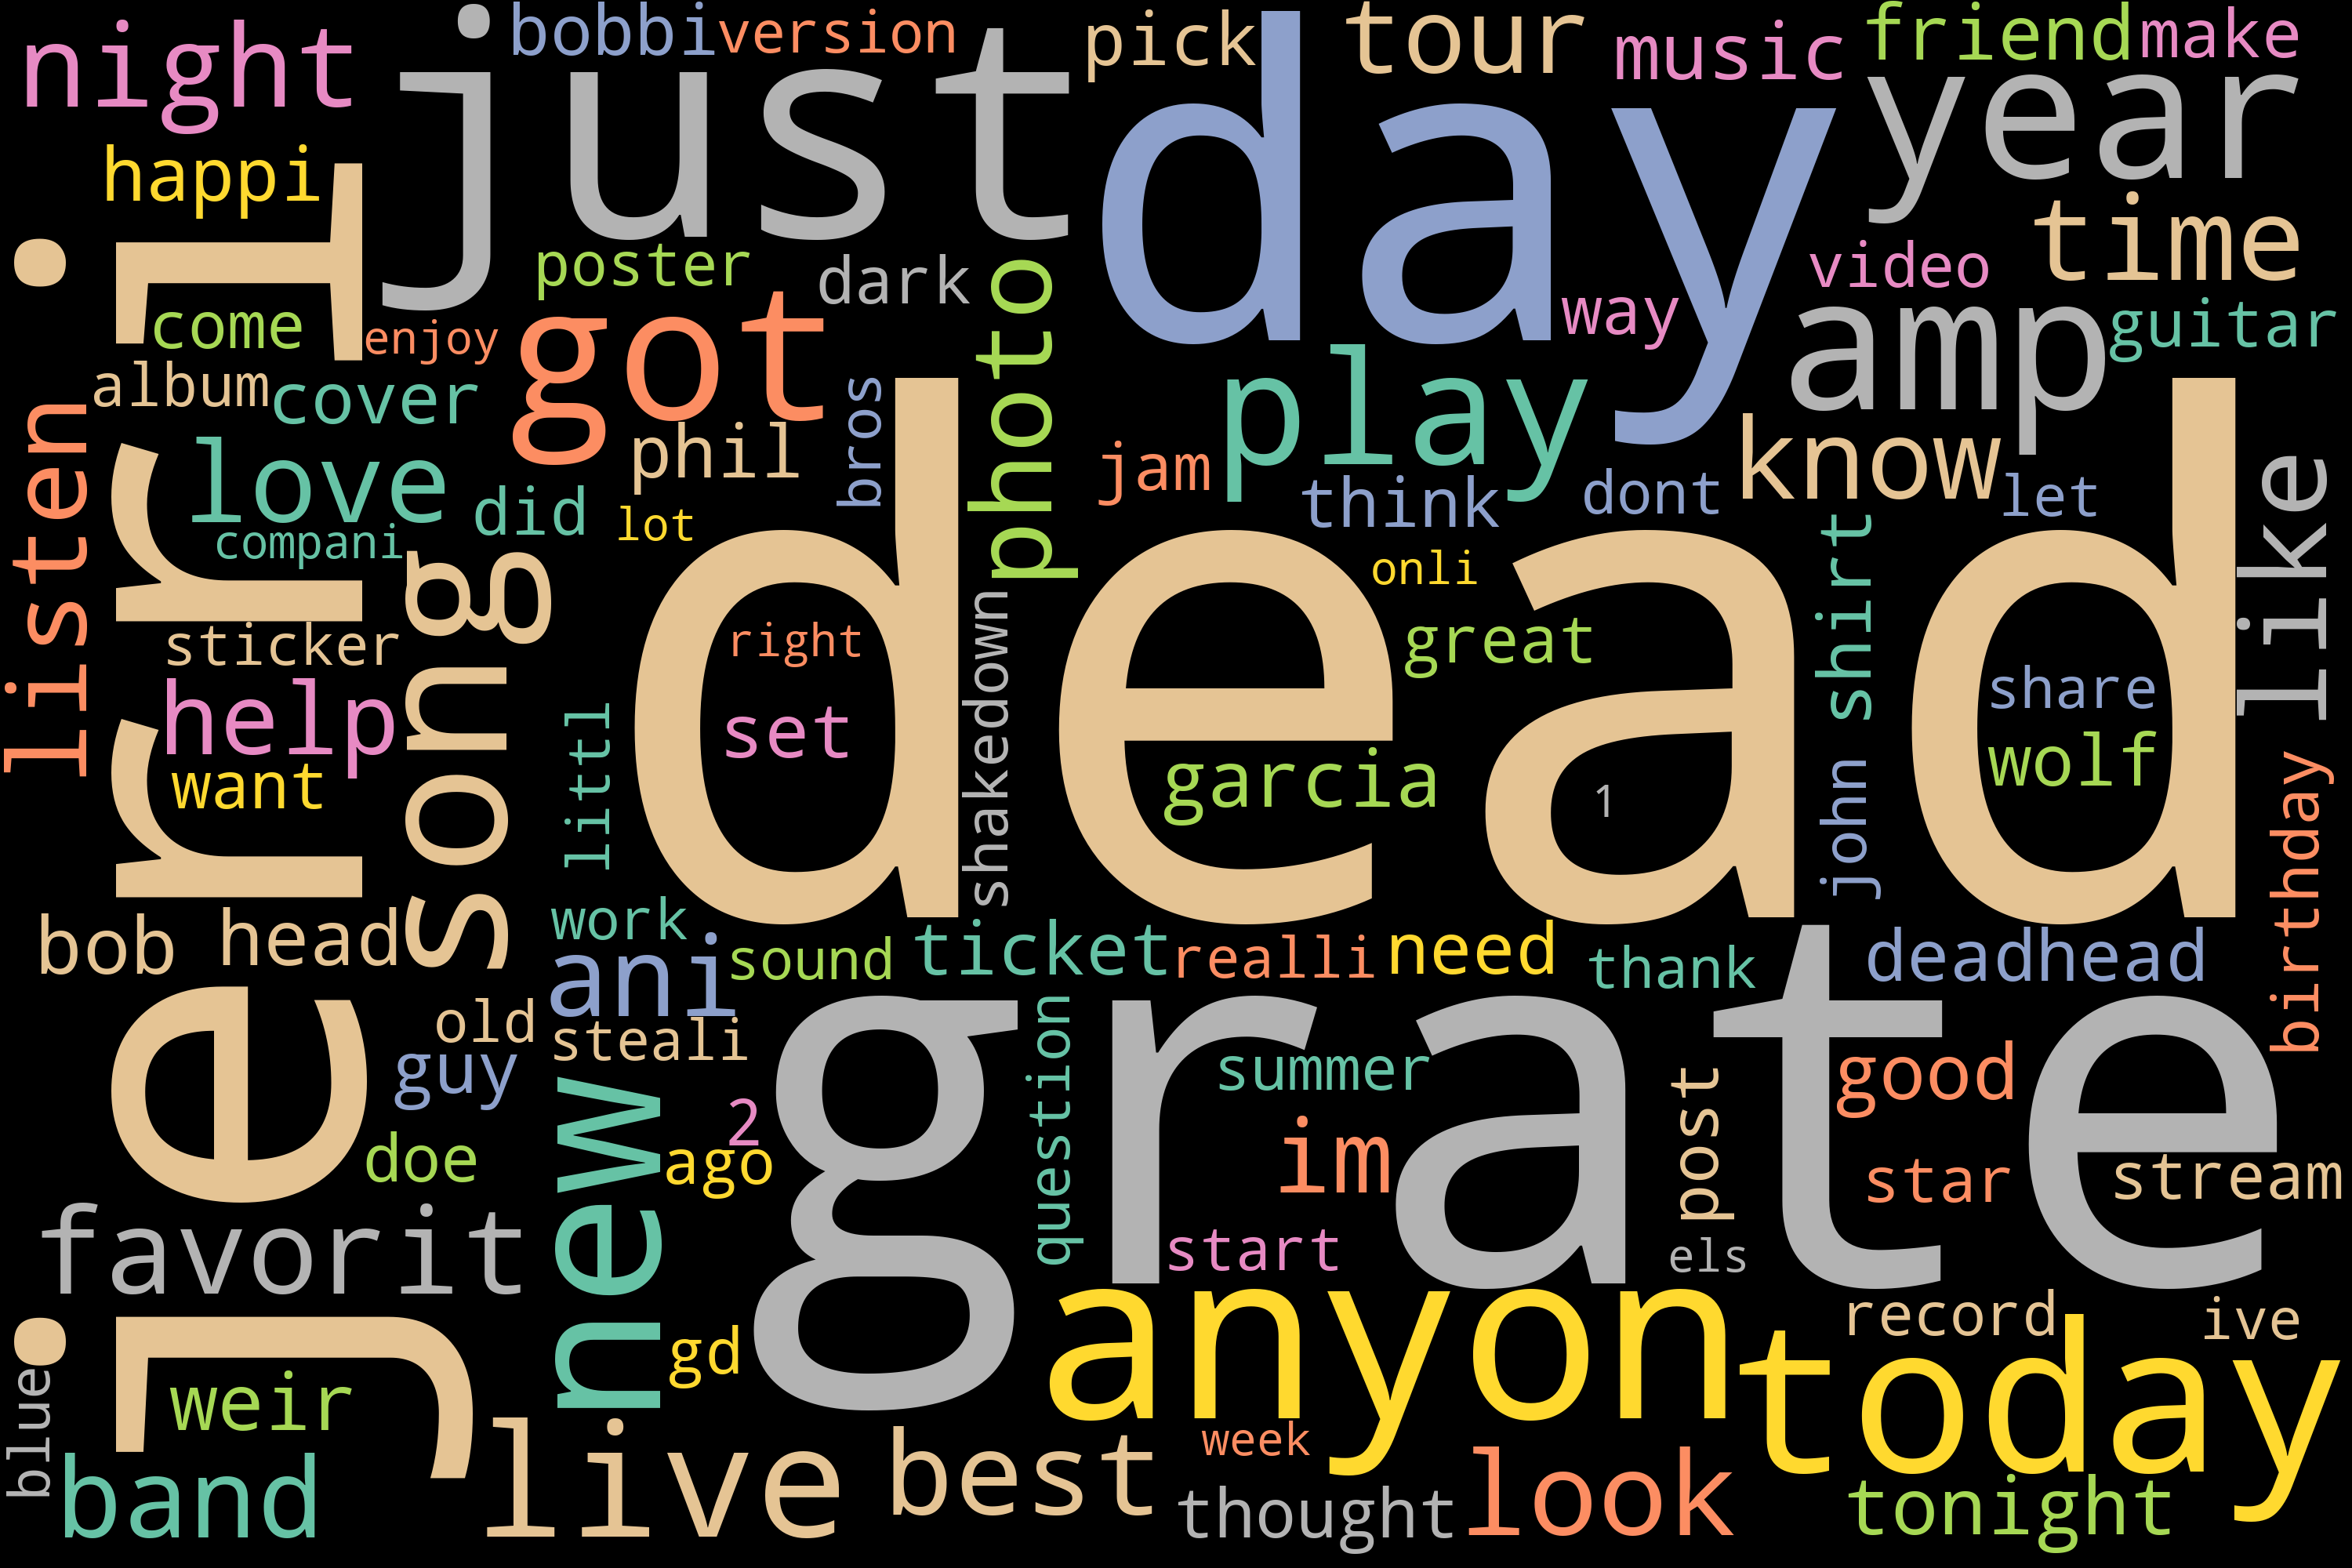 night
just
bobbi
version
pick
tour
music
friend
make
year
day
happi
time
poster
dark
photo
video
way
amp
guitar
come
enjoy
got
album
cover
bros
play
jerri
love
phil
jam
know
did
lot
think
dont
let
like
listen
compani
song
dead
onli
shirt
sticker
right
shakedown
great
share
help
set
littl
garcia
wolf
want
1
john
birthday
bob
head
work
ani
sound
ticket
realli
need
thank
deadhead
old
steali
grate
guy
question
summer
post
good
new
2
doe
ago
im
star
stream
favorit
start
els
anyon
record
ive
blue
weir
gd
today
live
best
week
band
thought
look
tonight